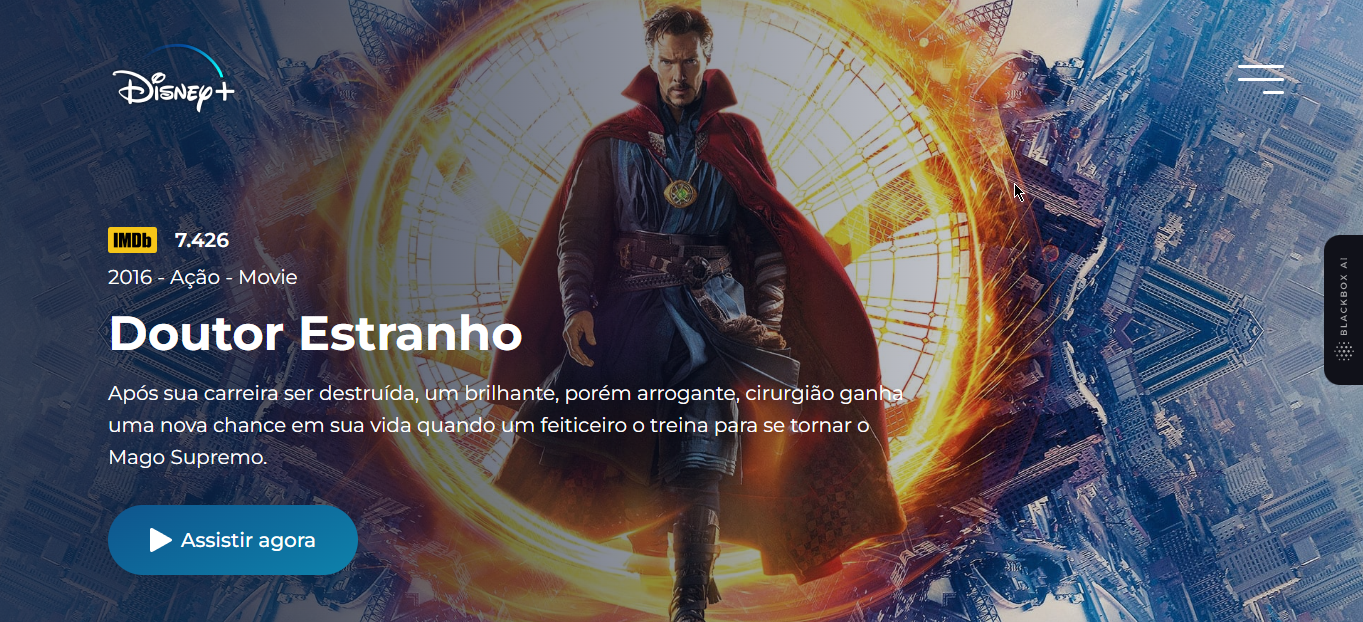 Disney+
IMDb 7.426
2016 - Ação - Movie
Doutor Estranho
Após sua carreira ser destruída, um brilhante, porém arrogante, cirurgião ganha
uma nova chance em sua vida quando um feiticeiro o treina para se tornar o
Mago Supremo.
Assistir agora
BLACKBOX AI